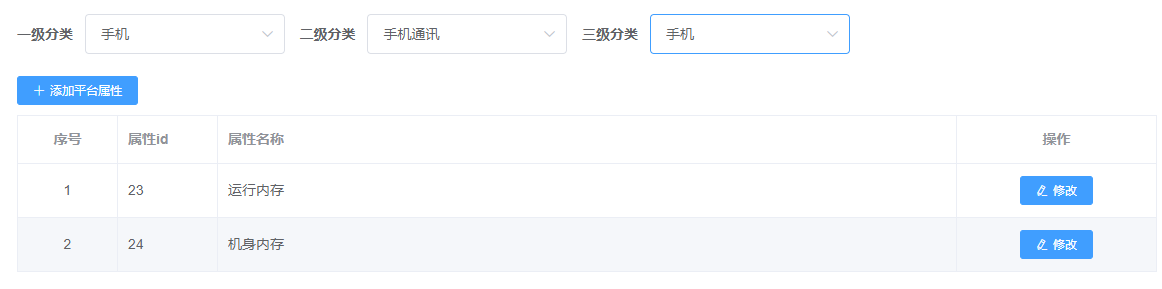 一级分类 手机 二级分类 手机通讯 三级分类 手机
添加平台属性
序号 属性id 属性名称 操作
1 23 运行内存 修改
2 24 机身内存 修改